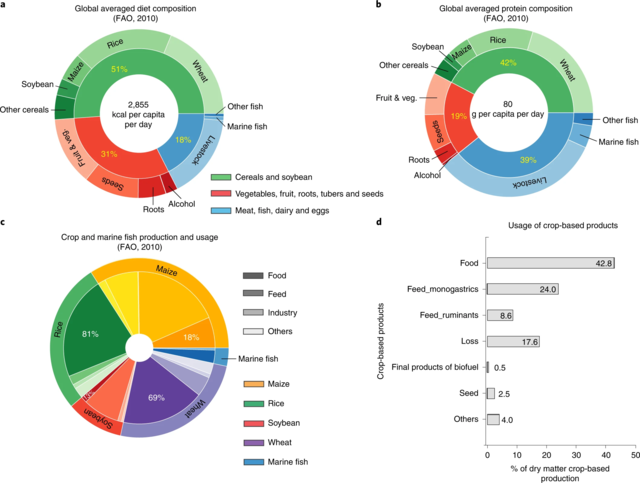 a
Global averaged diet composition
(FAO, 2010)
Rice
Maize
Wheat
Soybean
Other cereals
51%
2,855
kcal per capita
per day
Other fish
Marine fish
Fruit & veg.
31%
18%
Livestock
Seeds
Roots
Alcohol
Cereals and soybean
Vegetables, fruit, roots, tubers and seeds
Meat, fish, dairy and eggs
b
Global averaged protein composition
(FAO, 2010)
Soybean
Maize
Rice
Wheat
Other cereals
42%
Fruit & veg.
80
g per capita per day
19%
Seeds
Other fish
Marine fish
Roots
39%
Alcohol
Livestock
c
Crop and marine fish production and usage
(FAO, 2010)
Maize
Rice
81%
18%
Marine fish
69%
Soybean
Wheat
Food
Feed
Industry
Others
Maize
Rice
Soybean
Wheat
Marine fish
d
Usage of crop-based products
Crop-based products
Food 42.8
Feed_monogastrics 24.0
Feed_ruminants 8.6
Loss 17.6
Final products of biofuel 0.5
Seed 2.5
Others 4.0
0 10 20 30 40 50
% of dry matter crop-based
production